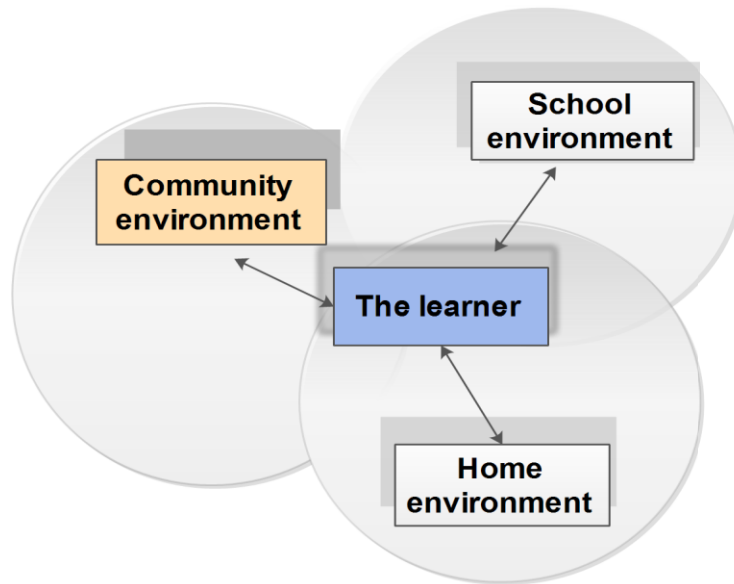 School
environment
Community
environment
The learner
Home
environment